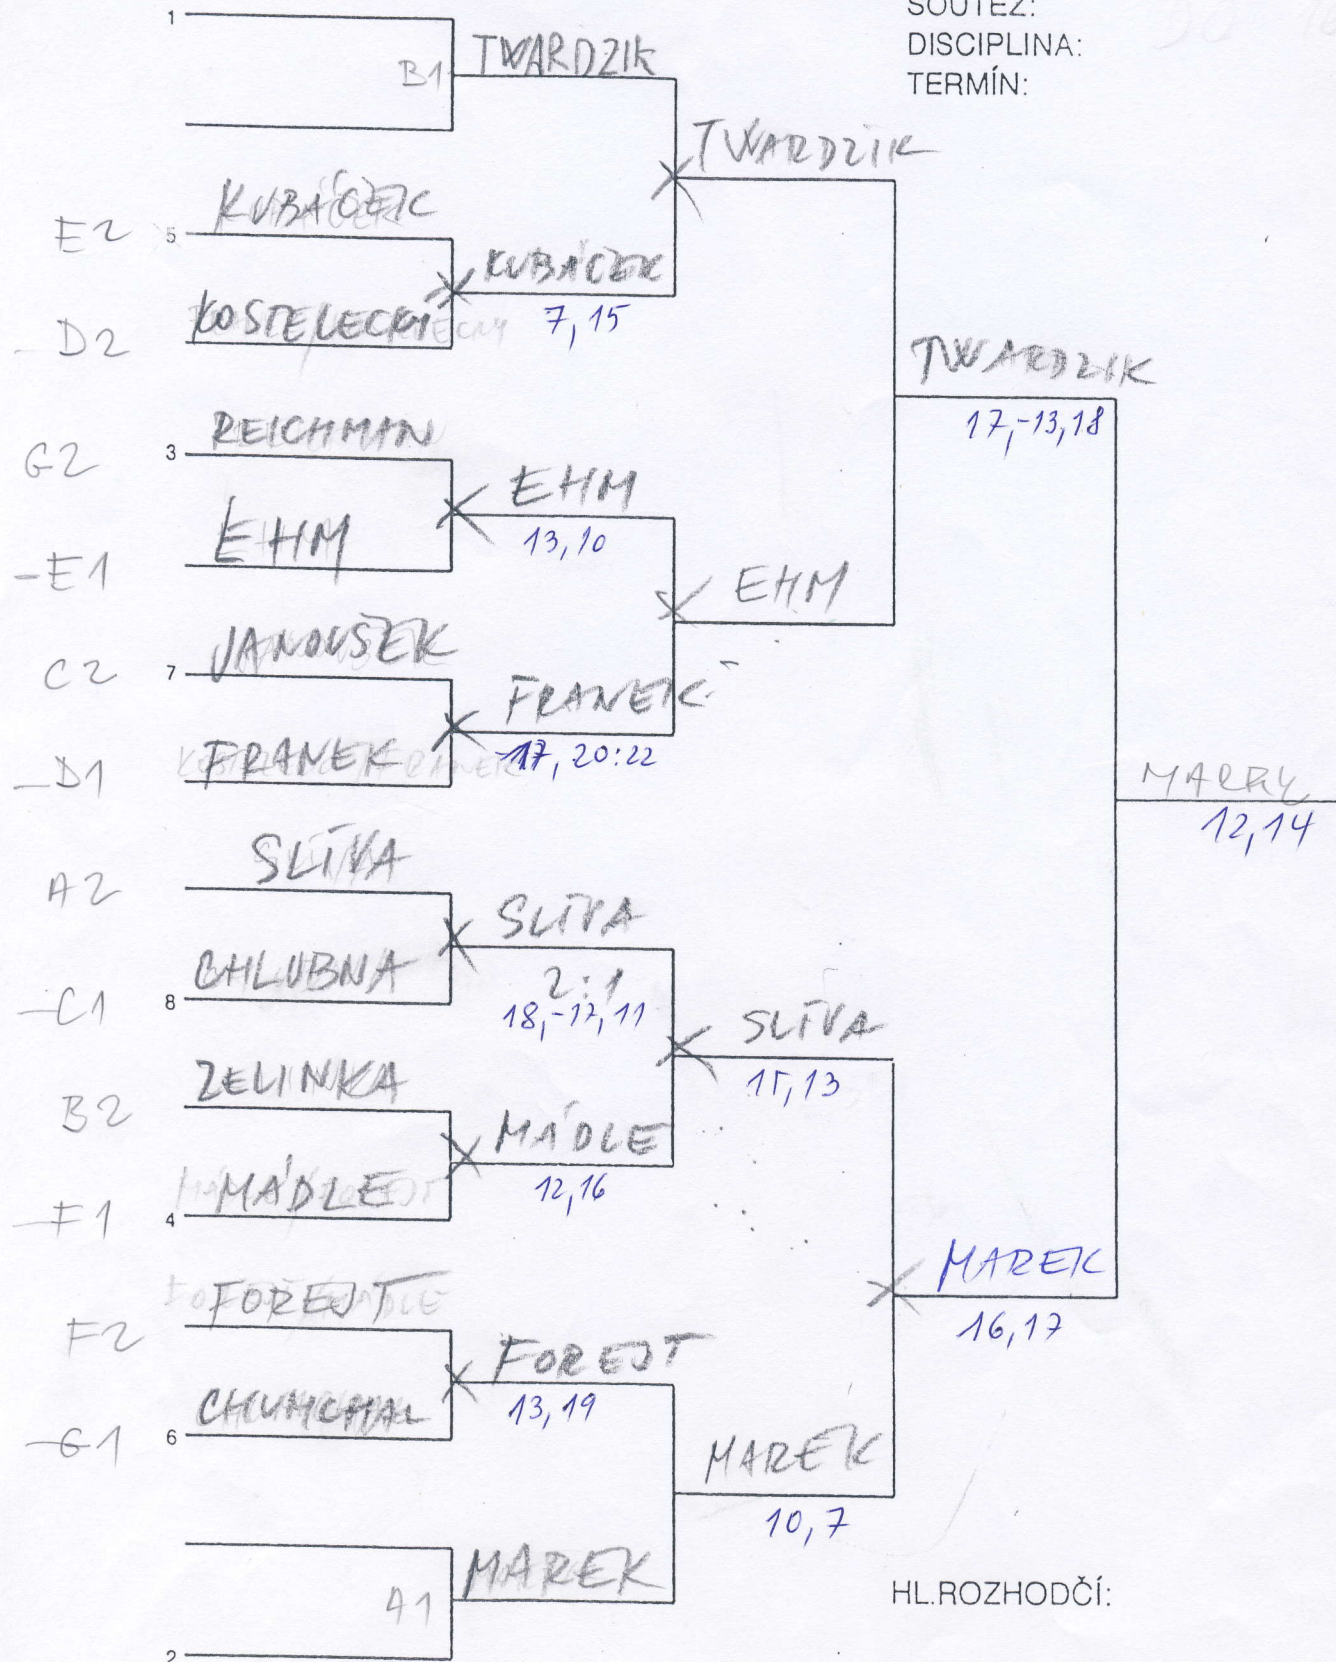 SOUTĚŽ:
DISCIPLINA:
TERMÍN:
1
B1 TWARDZIK
TWARDZIK
E2 5 KUBÁČEK
KUBÁČEK
7, 15
D2 KOSTELECKÝ
TWARDZIK
17,-13,18
G2 3 REICHMAN
EHM
13, 10
-E1 EHM
EHM
C2 7 JANOUŠEK
FRANEK
17, 20:22
-D1 FRANEK
MAREK
12, 14
A2 SLÍVA
SLÍVA
2:1
18,-17, 11
-C1 8 CHLUBNA
SLÍVA
15, 13
B2 ZELINKA
MÁDLE
12, 16
-F1 4 MÁDLE
MAREK
16, 17
F2 FOREJT
FOREJT
13, 19
-G1 6 CHUMCHAL
MAREK
10, 7
A1 MAREK
2
HL.ROZHODČÍ: